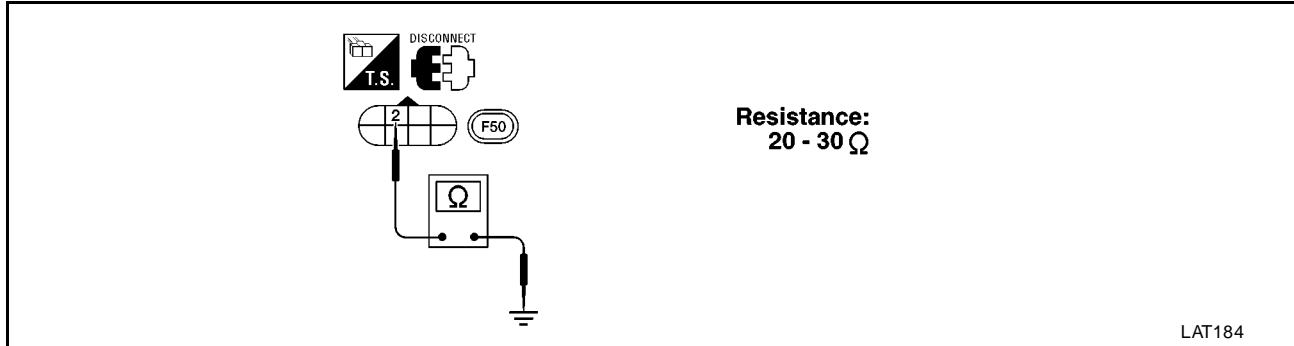 DISCONNECT
T.S.
2
F50
Ω
Resistance:
20 - 30 Ω
LAT184